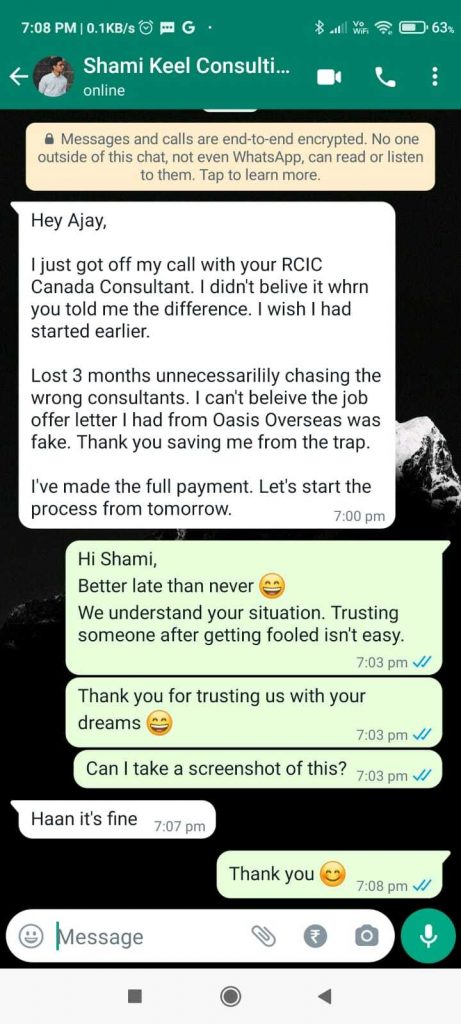 7:08 PM | 0.1KB/s G ·
Vo WiFi 63%
Shami Keel Consulti...
online
Messages and calls are end-to-end encrypted. No one
outside of this chat, not even WhatsApp, can read or listen
to them. Tap to learn more.
Hey Ajay,
I just got off my call with your RCIC
Canada Consultant. I didn't belive it whrn
you told me the difference. I wish I had
started earlier.
Lost 3 months unnecessarilily chasing the
wrong consultants. I can't beleive the job
offer letter I had from Oasis Overseas was
fake. Thank you saving me from the trap.
I've made the full payment. Let's start the
process from tomorrow.
7:00 pm
Hi Shami,
Better late than never 😄
We understand your situation. Trusting
someone after getting fooled isn't easy.
7:03 pm
Thank you for trusting us with your
dreams 😄
7:03 pm
Can I take a screenshot of this? 7:03 pm
Haan it's fine 7:07 pm
Thank you 😊 7:08 pm
Message ₹